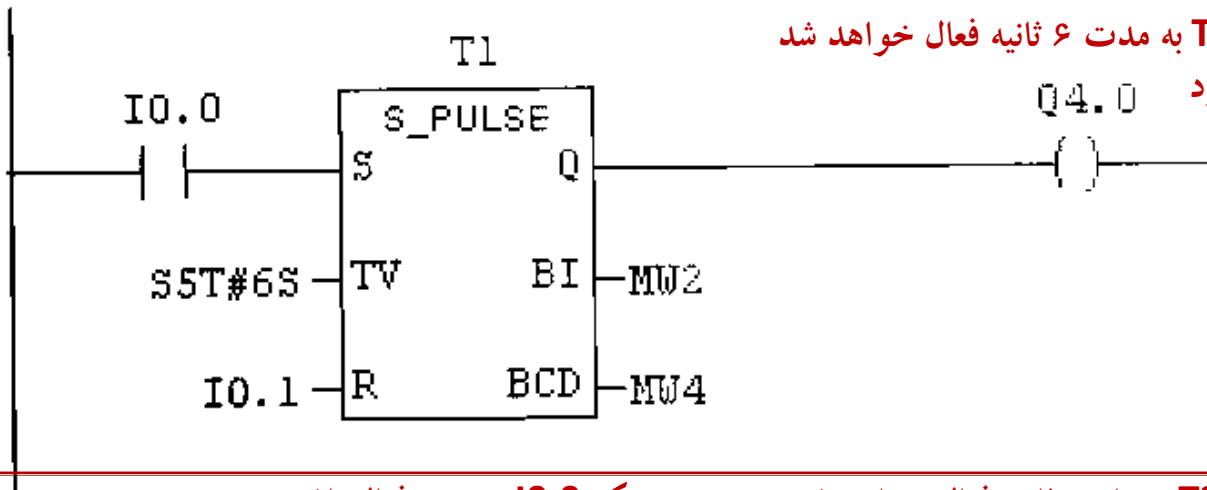 T به مدت ۶ ثانیه فعال خواهد شد
T1
I0.0
Q4.0
S_PULSE
S
Q
S5T#6S
TV
BI
MW2
I0.1
R
BCD
MW4